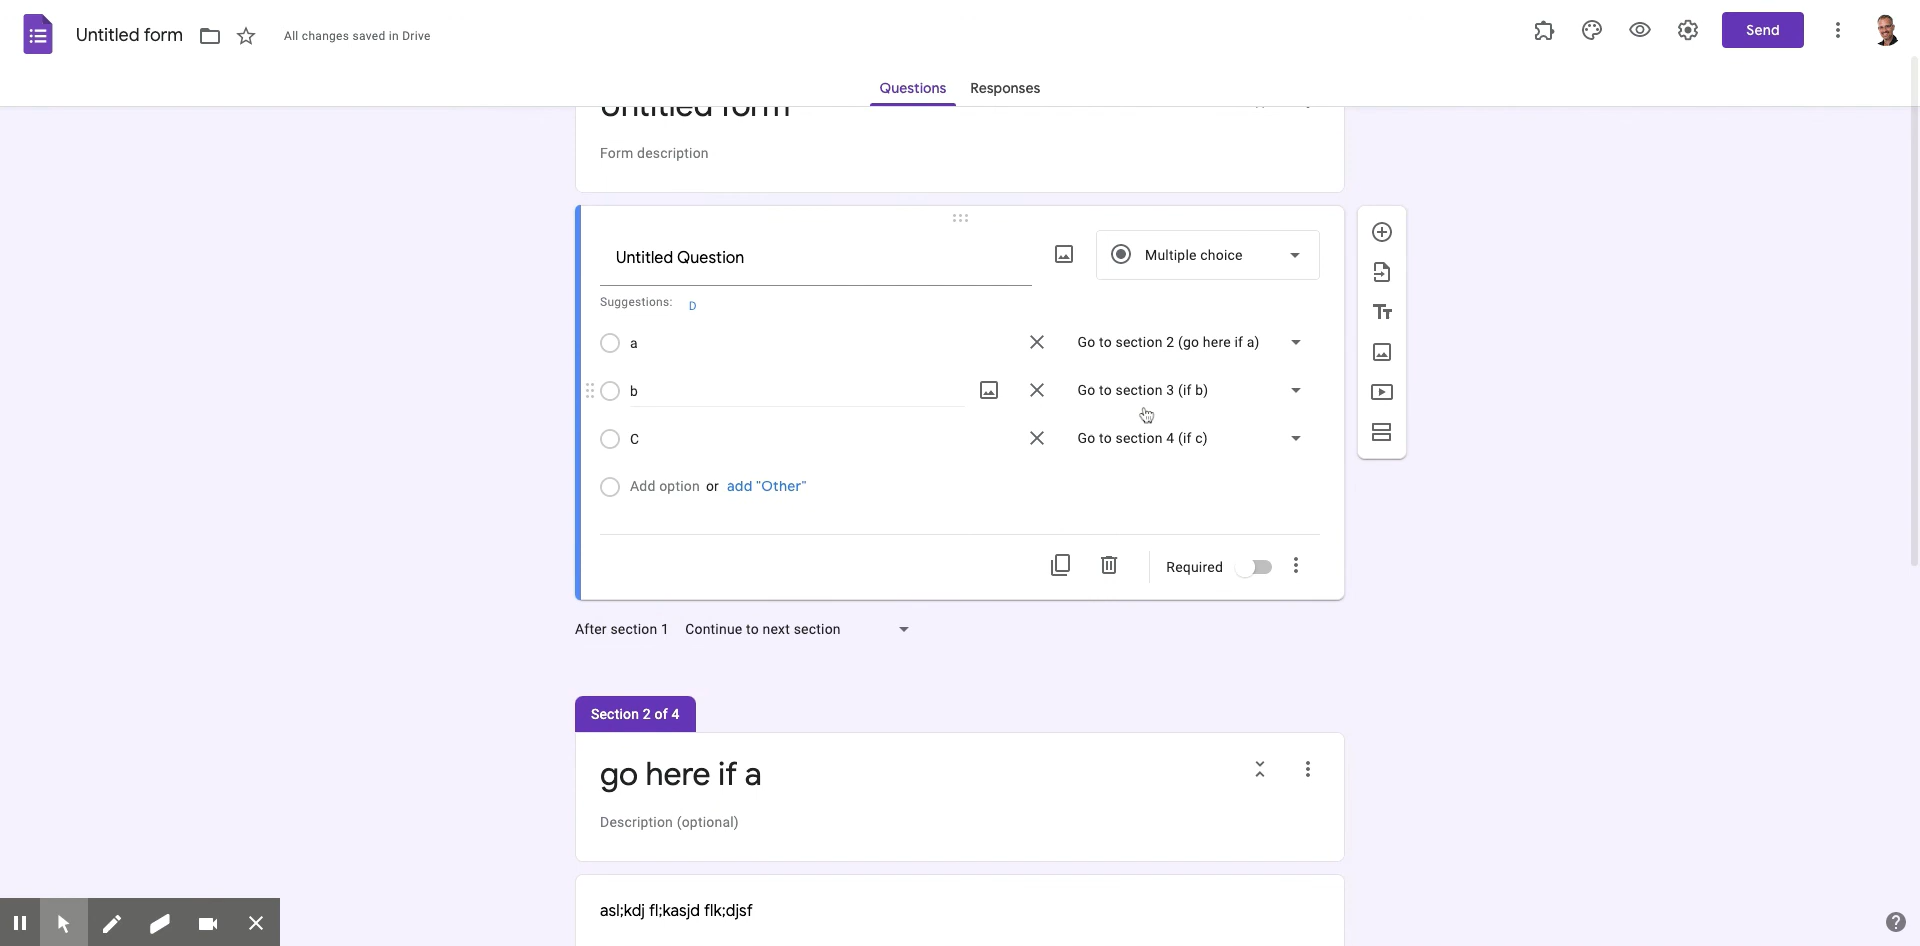 Untitled form
All changes saved in Drive
Send
Questions Responses
Untitled form
Form description
Untitled Question
Multiple choice
Suggestions: D
a
Go to section 2 (go here if a)
b
Go to section 3 (if b)
C
Go to section 4 (if c)
Add option or add "Other"
Required
After section 1 Continue to next section
Section 2 of 4
go here if a
Description (optional)
asl;kdj fl;kasjd flk;djsf